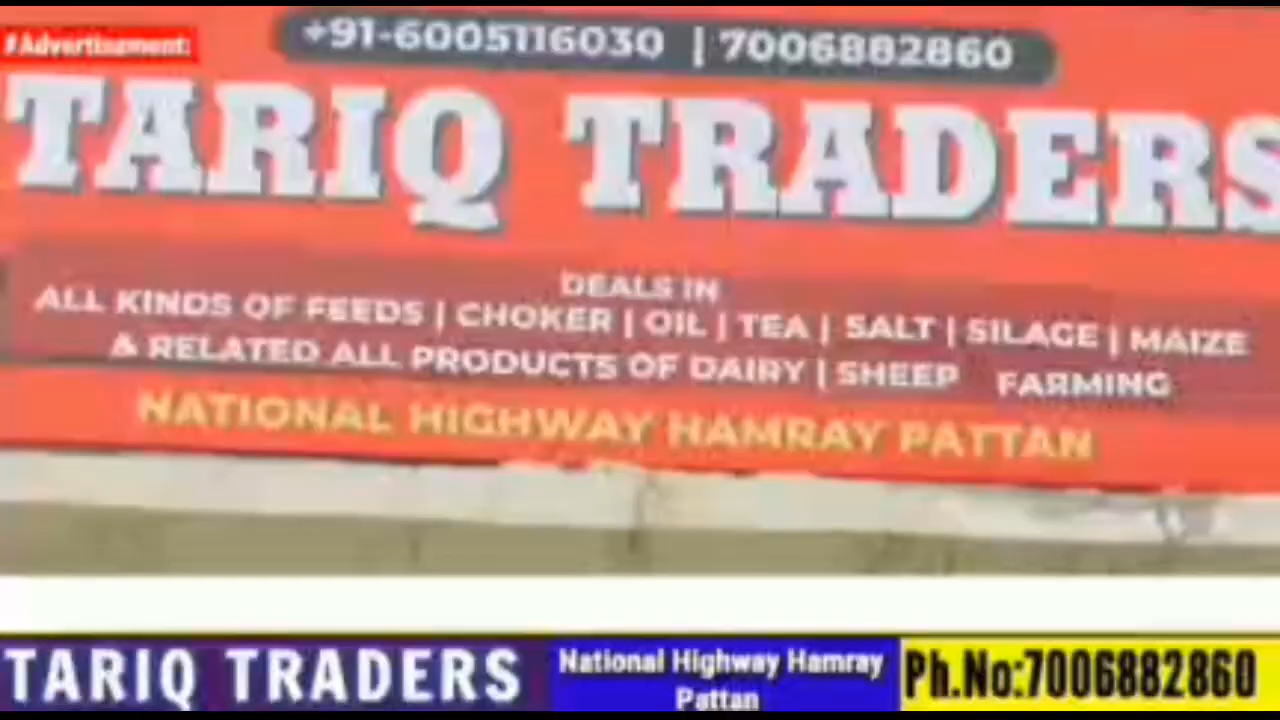 #Advertisment:
+91-6005116030 | 7006882860
TARIQ TRADERS
DEALS IN
ALL KINDS OF FEEDS | CHOKER | OIL | TEA | SALT | SILAGE | MAIZE
& RELATED ALL PRODUCTS OF DAIRY | SHEEP FARMING
NATIONAL HIGHWAY HAMRAY PATTAN
TARIQ TRADERS
National Highway Hamray
Pattan
Ph.No:7006882860